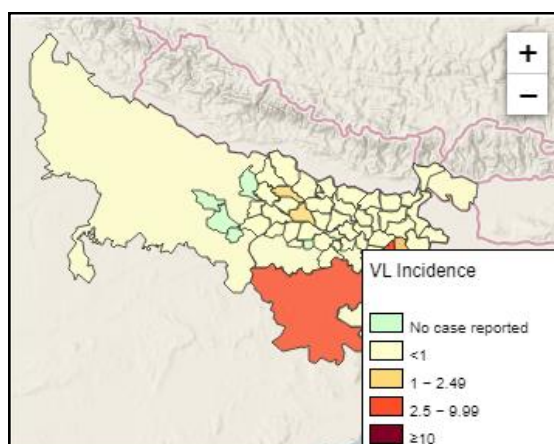 +
−
VL Incidence
No case reported
<1
1 – 2.49
2.5 – 9.99
≥10